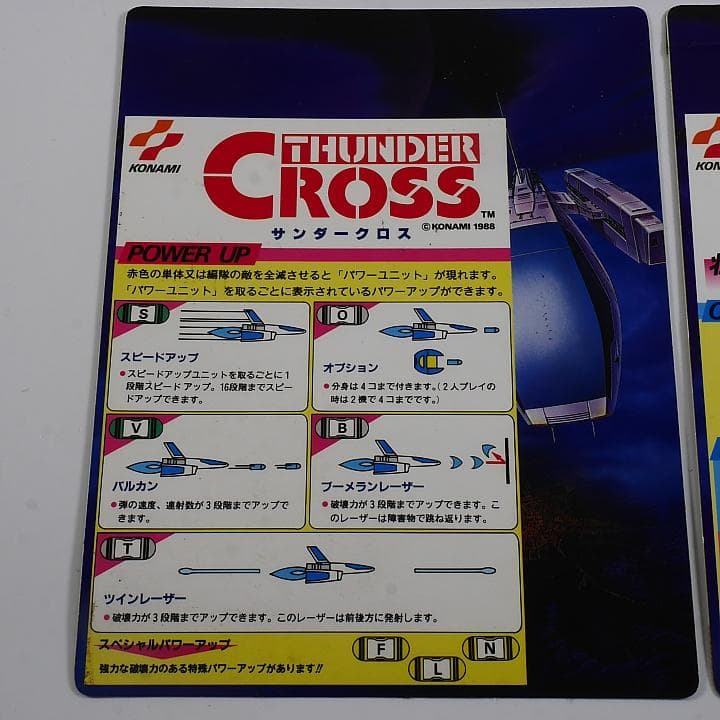 KONAMI
THUNDER
CROSS™
サンダークロス
©KONAMI 1988
POWER UP
赤色の単体又は編隊の敵を全滅させると「パワーユニット」が現れます。
「パワーユニット」を取るごとに表示されているパワーアップができます。
S
スピードアップ
●スピードアップユニットを取るごとに1
段階スピードアップ。16段階までスピー
ドアップできます。
O
オプション
●分身は4コまで付きます。(2人プレイの
時は2機で4コまでです。)
V
バルカン
●弾の速度、連射数が3段階までアップで
きます。
B
ブーメランレーザー
●破壊力が3段階までアップできます。こ
のレーザーは障害物で跳ね返ります。
T
ツインレーザー
●破壊力が3段階までアップできます。このレーザーは前後方に発射します。
スペシャルパワーアップ
強力な破壊力のある特殊パワーアップがあります!!
F
L
N